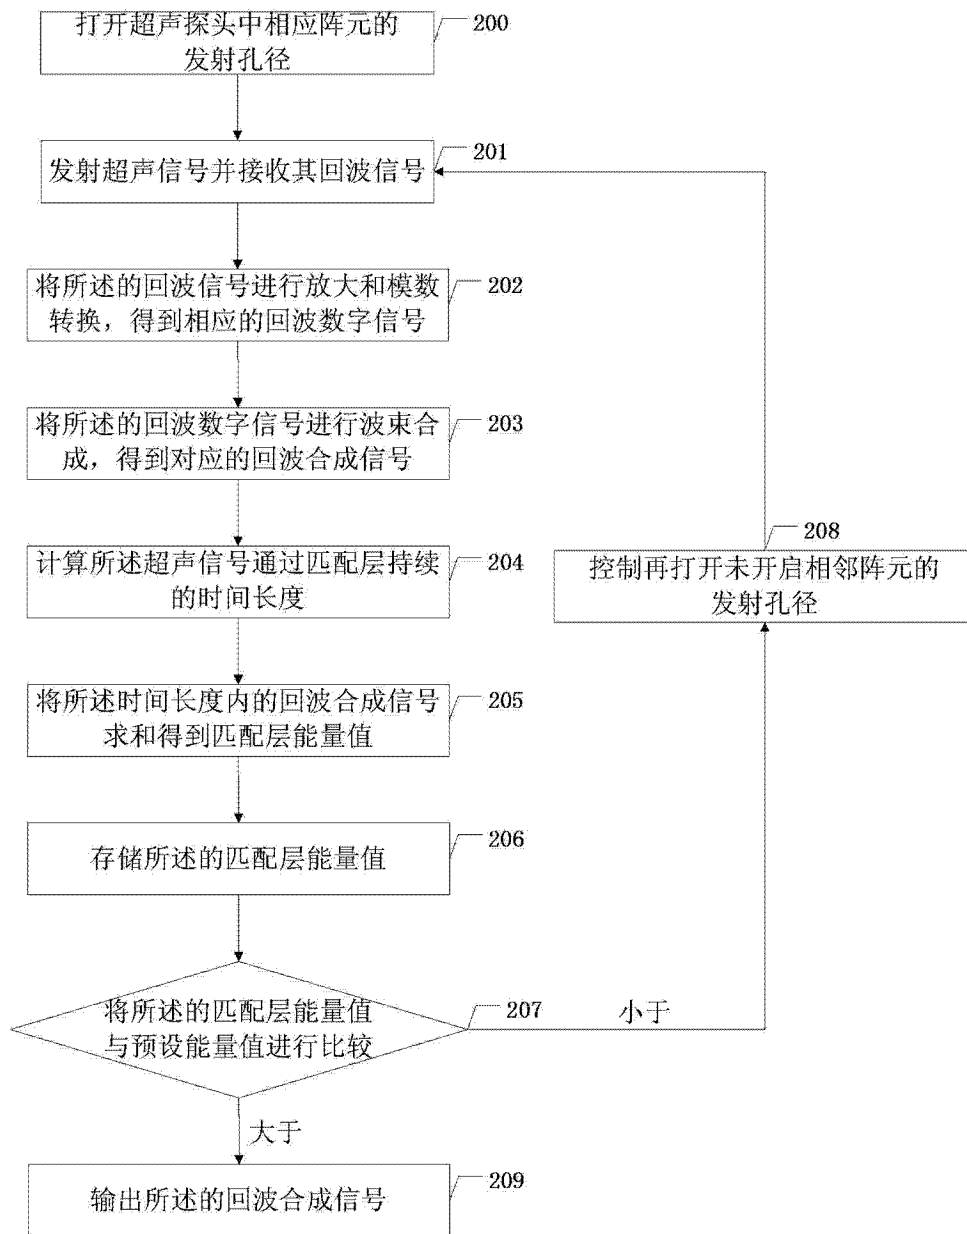 打开超声探头中相应阵元的
发射孔径
200
发射超声信号并接收其回波信号
201
将所述的回波信号进行放大和模数
转换，得到相应的回波数字信号
202
将所述的回波数字信号进行波束合
成，得到对应的回波合成信号
203
计算所述超声信号通过匹配层持续
的时间长度
204
208
控制再打开未开启相邻阵元的
发射孔径
将所述时间长度内的回波合成信号
求和得到匹配层能量值
205
存储所述的匹配层能量值
206
将所述的匹配层能量值
与预设能量值进行比较
207
小于
大于
输出所述的回波合成信号
209